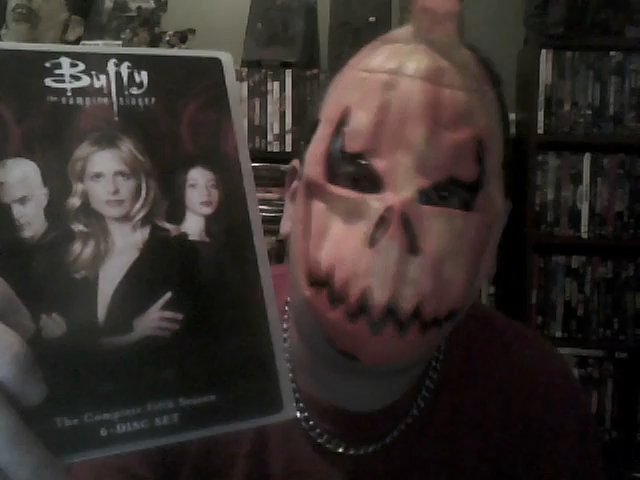 Buffy
the vampire slayer
The Complete Fifth Season
6-DISC SET